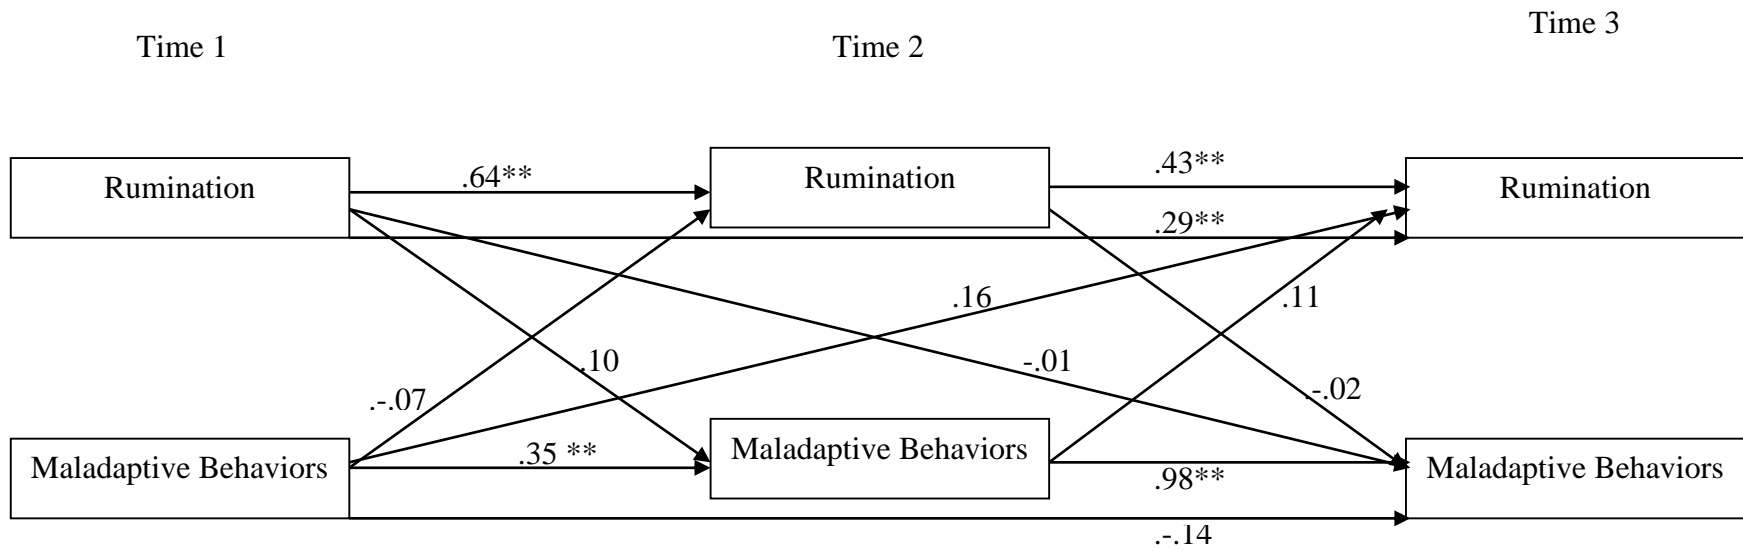 Time 1
Time 2
Time 3
Rumination
.64**
Rumination
.43**
Rumination
.29**
.16
.11
.10
-.01
.-.07
.-.02
Maladaptive Behaviors
.35 **
Maladaptive Behaviors
.98**
Maladaptive Behaviors
.-.14